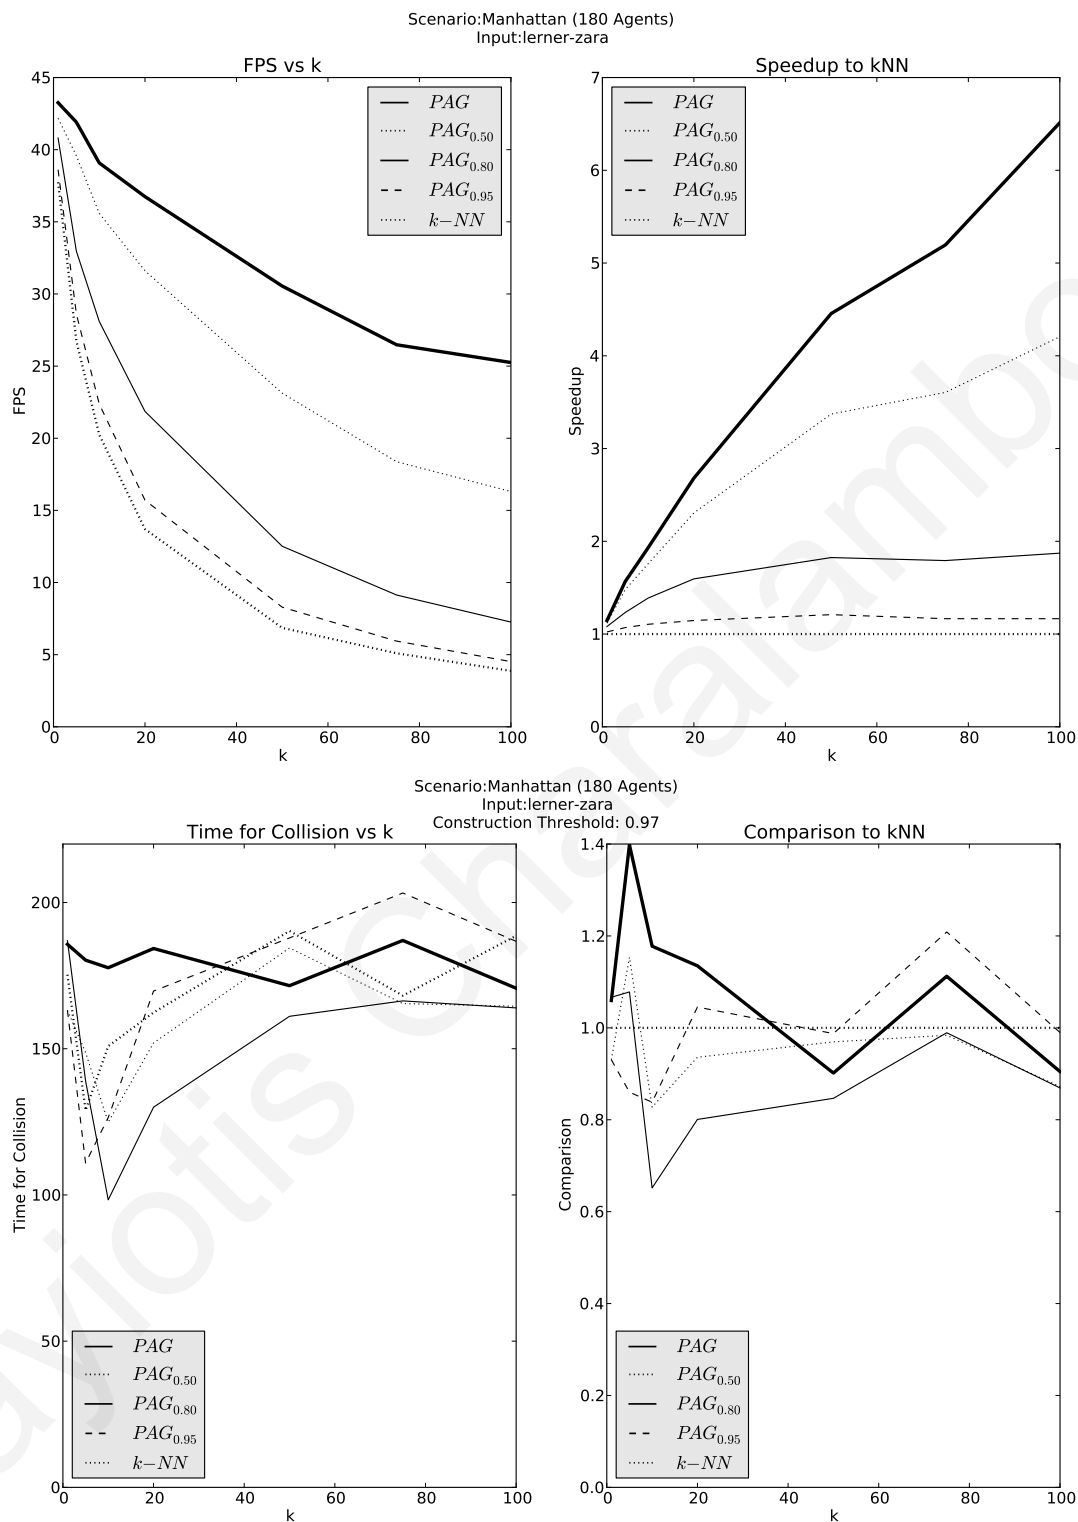 Scenario:Manhattan (180 Agents)
Input:lerner-zara
FPS vs k
45
40
35
30
25
20
15
10
5
0
FPS
0
20
40
60
80
100
k
PAG
PAG0.50
PAG0.80
PAG0.95
k−NN
Speedup to kNN
7
6
5
4
3
2
1
0
Speedup
0
20
40
60
80
100
k
PAG
PAG0.50
PAG0.80
PAG0.95
k−NN
Scenario:Manhattan (180 Agents)
Input:lerner-zara
Construction Threshold: 0.97
Time for Collision vs k
200
150
100
50
0
Time for Collision
0
20
40
60
80
100
k
PAG
PAG0.50
PAG0.80
PAG0.95
k−NN
Comparison to kNN
1.4
1.2
1.0
0.8
0.6
0.4
0.2
0.0
Comparison
0
20
40
60
80
100
k
PAG
PAG0.50
PAG0.80
PAG0.95
k−NN
ayiotis Charalambo